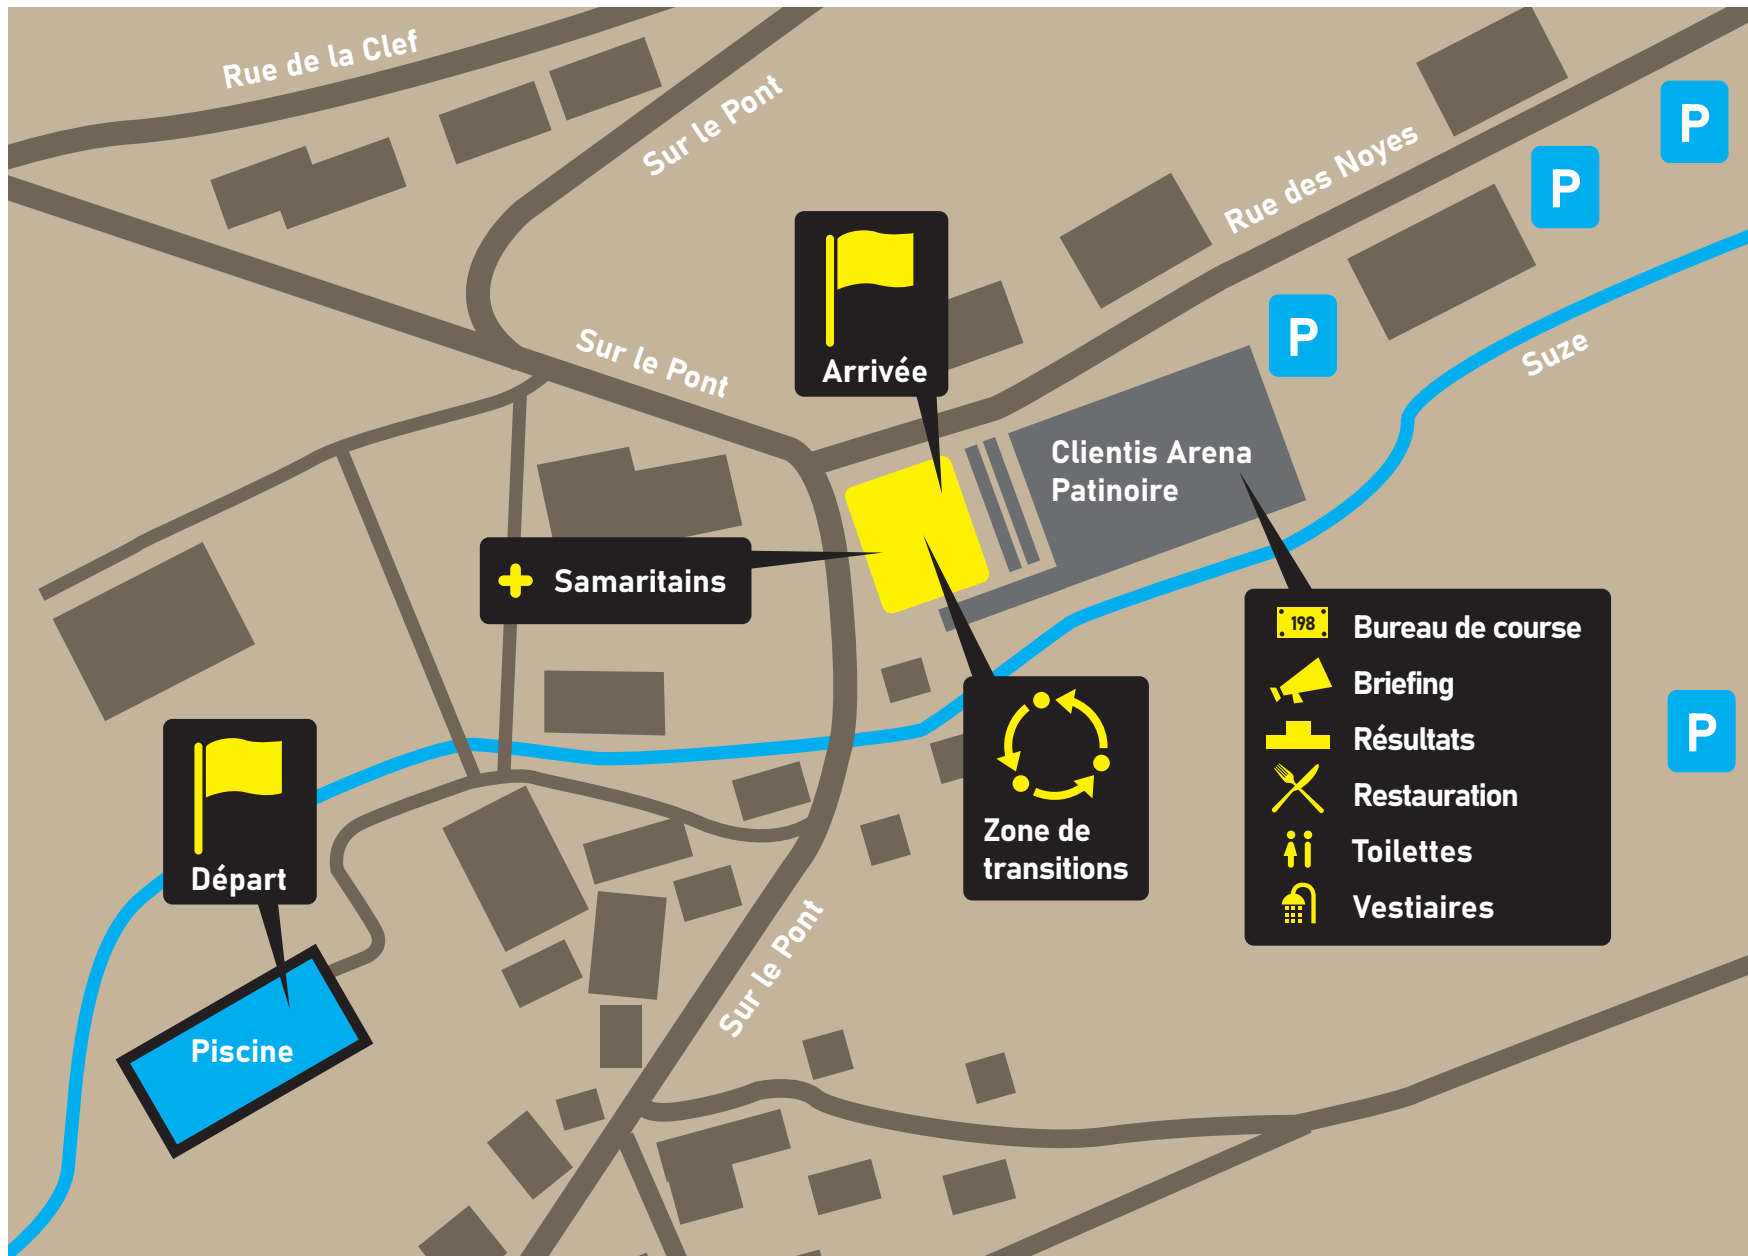 Rue de la Clef
Sur le Pont
Rue des Noyes
P
P
P
Suze
Sur le Pont
Arrivée
Clientis Arena
Patinoire
Samaritains
198
Bureau de course
Briefing
Résultats
Restauration
Toilettes
Vestiaires
P
Zone de
transitions
Départ
Sur le Pont
Piscine